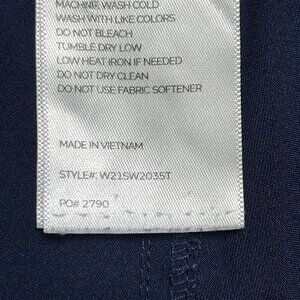 MACHINE WASH COLD
WASH WITH LIKE COLORS
DO NOT BLEACH
TUMBLE DRY LOW
LOW HEAT IRON IF NEEDED
DO NOT DRY CLEAN
DO NOT USE FABRIC SOFTENER
MADE IN VIETNAM
STYLE#: W21SW2035T
PO# 2790